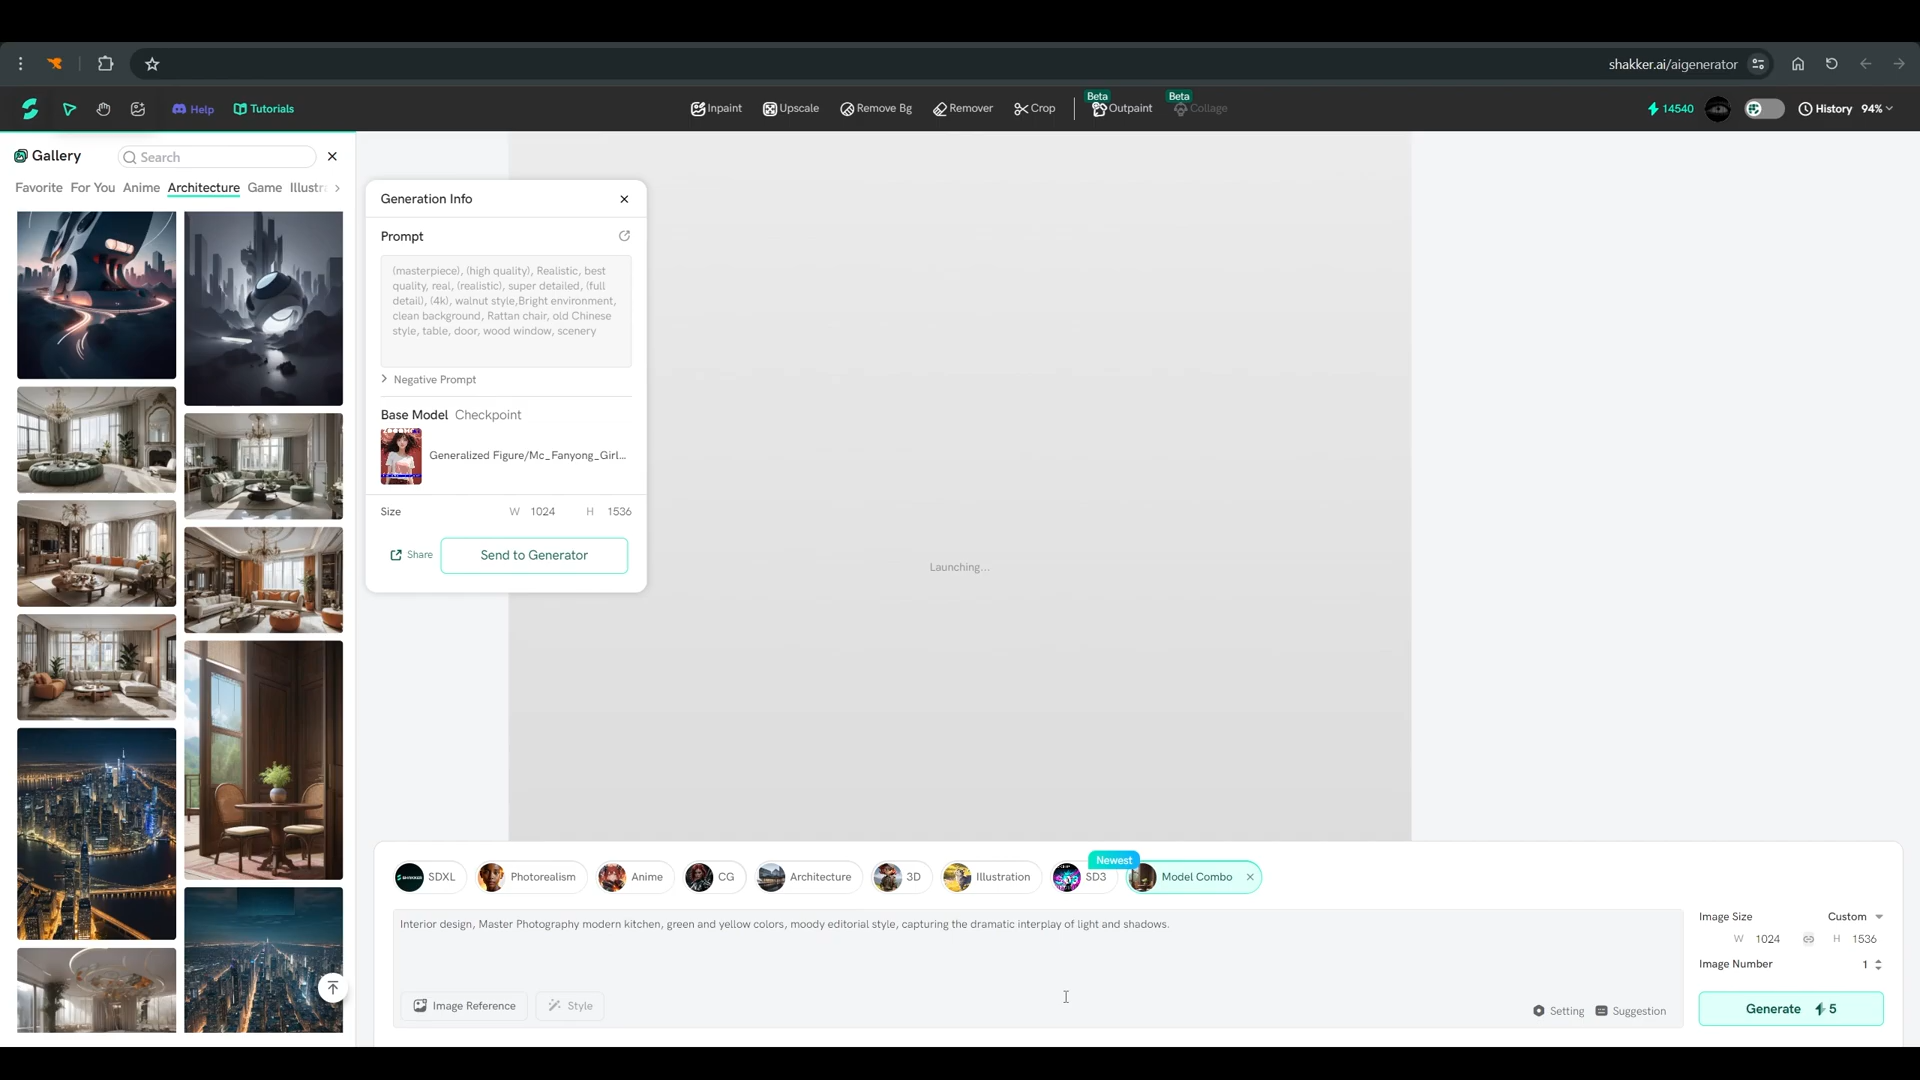 shakker.ai/aigenerator
Help
Tutorials
Inpaint
Upscale
Remove Bg
Remover
Crop
Beta
Outpaint
Beta
Collage
14540
History
94%
Gallery
Search
Favorite
For You
Anime
Architecture
Game
Illustr
Generation Info
Prompt
(masterpiece), (high quality), Realistic, best
quality, real, (realistic), super detailed, (full
detail), (4k), walnut style,Bright environment,
clean background, Rattan chair, old Chinese
style, table, door, wood window, scenery
Negative Prompt
Base Model Checkpoint
Generalized Figure/Mc_Fanyong_Girl...
Size W 1024 H 1536
Share
Send to Generator
Launching...
SDXL
Photorealism
Anime
CG
Architecture
3D
Illustration
SD3
Newest
Model Combo
Interior design, Master Photography modern kitchen, green and yellow colors, moody editorial style, capturing the dramatic interplay of light and shadows.
Image Reference
Style
Setting
Suggestion
Image Size Custom
W 1024 H 1536
Image Number 1
Generate 5